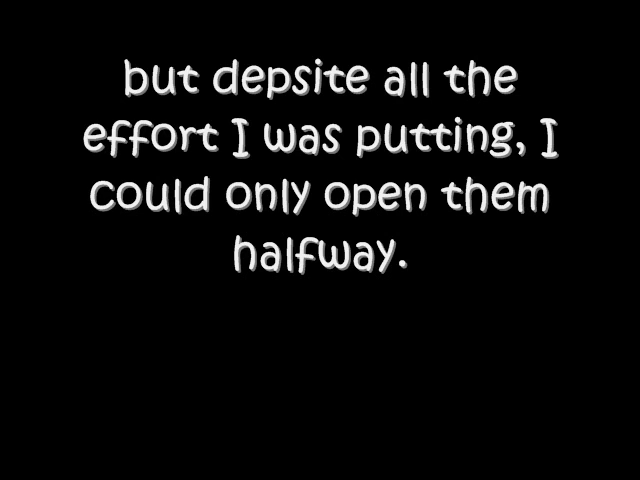 but depsite all the
effort I was putting, I
could only open them
halfway.